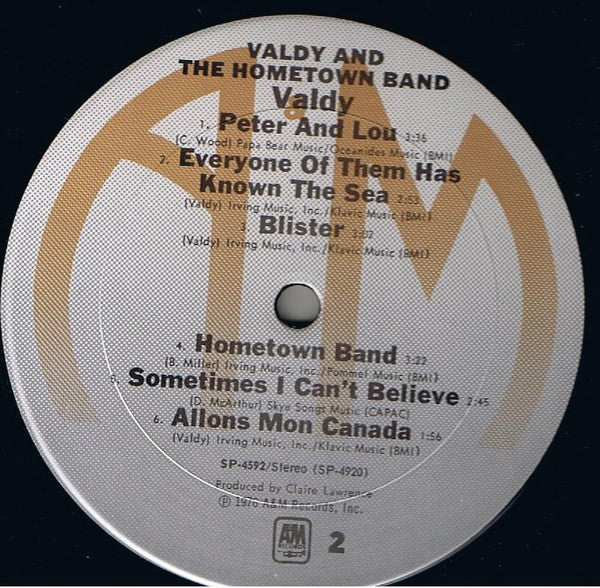 VALDY AND
THE HOMETOWN BAND
Valdy
1. Peter And Lou 3:36
(C. Wood) Papa Bear Music/Oceanides Music (BMI)
2. Everyone Of Them Has
Known The Sea 2:53
(Valdy) Irving Music, Inc./Klavic Music (BMI)
3. Blister 3:02
(Valdy) Irving Music, Inc./Klavic Music (BMI)
4. Hometown Band 3:22
(B. Miller) Irving Music, Inc./Pummel Music (BMI)
5. Sometimes I Can't Believe 2:45
(D. McArthur) Skye Songs Music (CAPAC)
6. Allons Mon Canada 1:56
(Valdy) Irving Music, Inc./Klavic Music (BMI)
SP-4592/Stereo (SP-4920)
Produced by Claire Lawrence
℗ 1976 A&M Records, Inc.
A&M
RECORDS
2